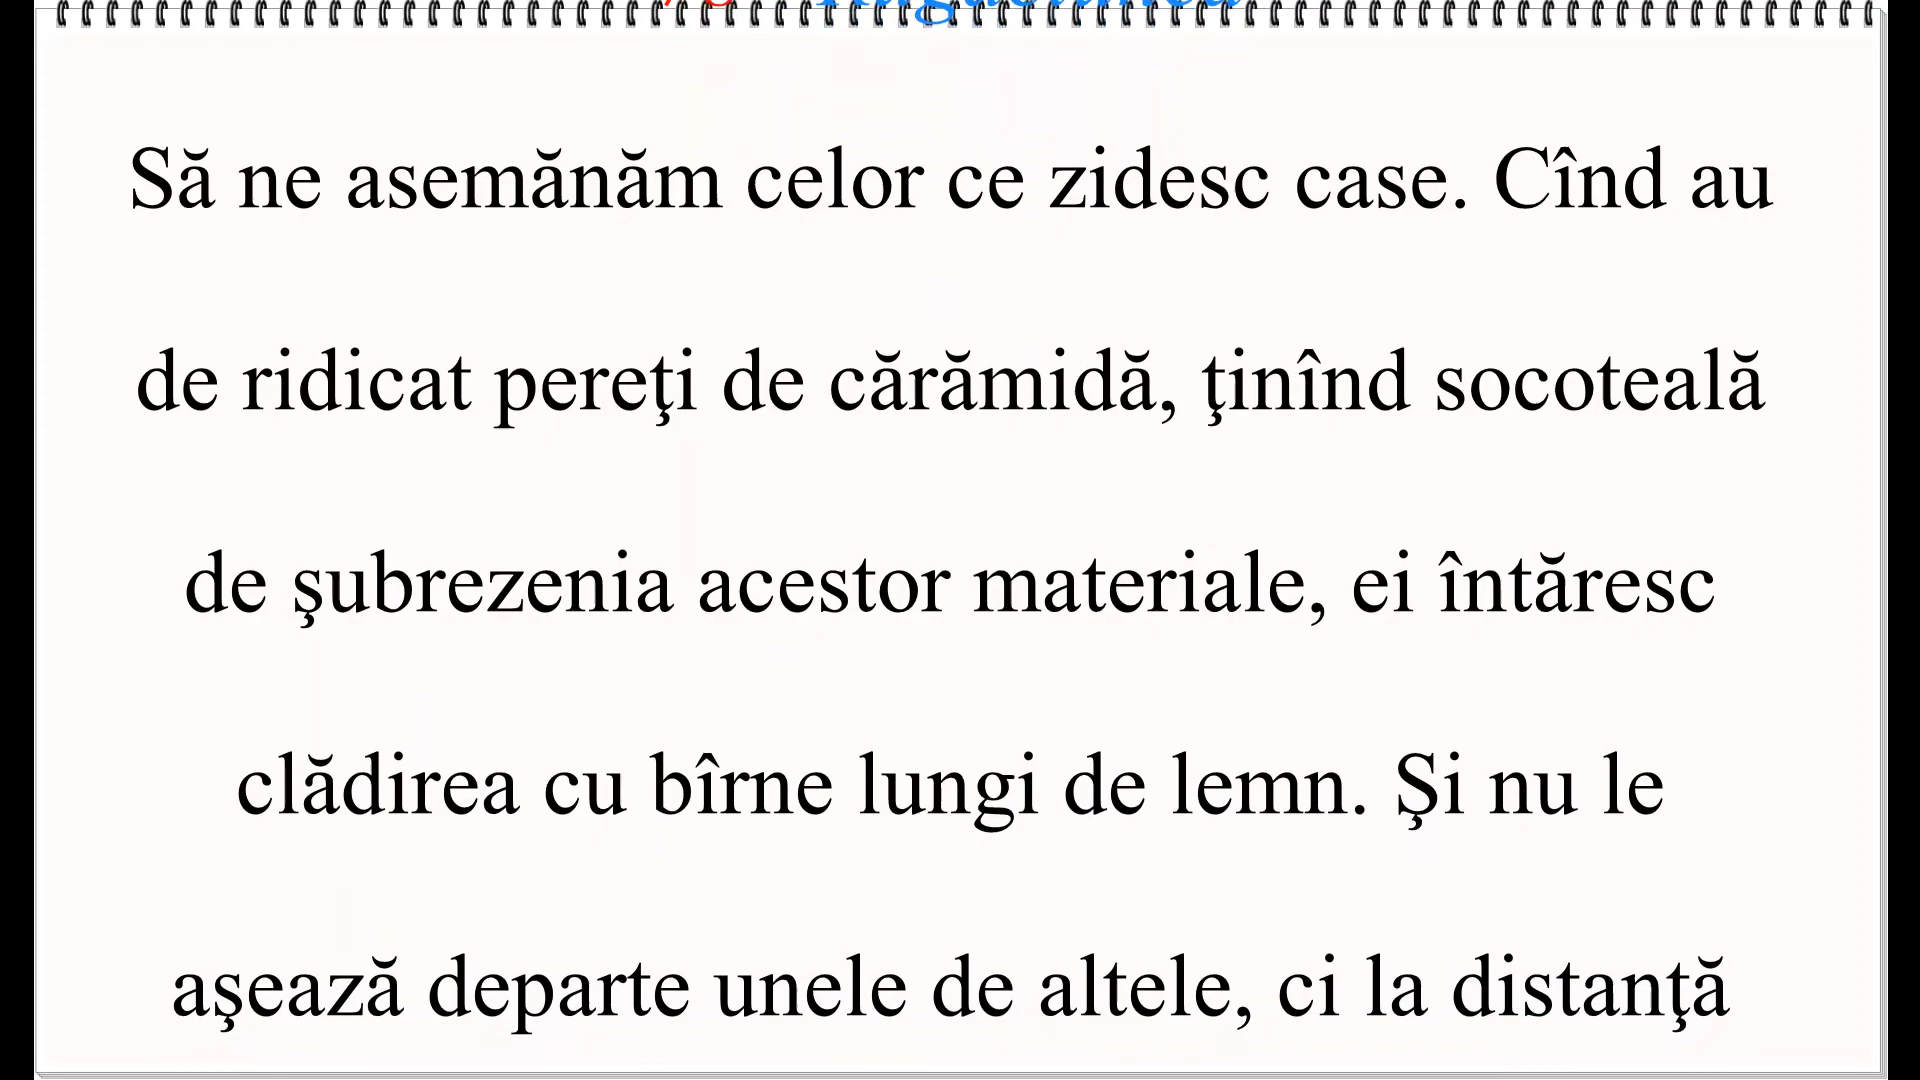 Să ne asemănăm celor ce zidesc case. Cînd au
de ridicat pereţi de cărămidă, ţinînd socoteală
de şubrezenia acestor materiale, ei întăresc
clădirea cu bîrne lungi de lemn. Şi nu le
aşează departe unele de altele, ci la distanţă